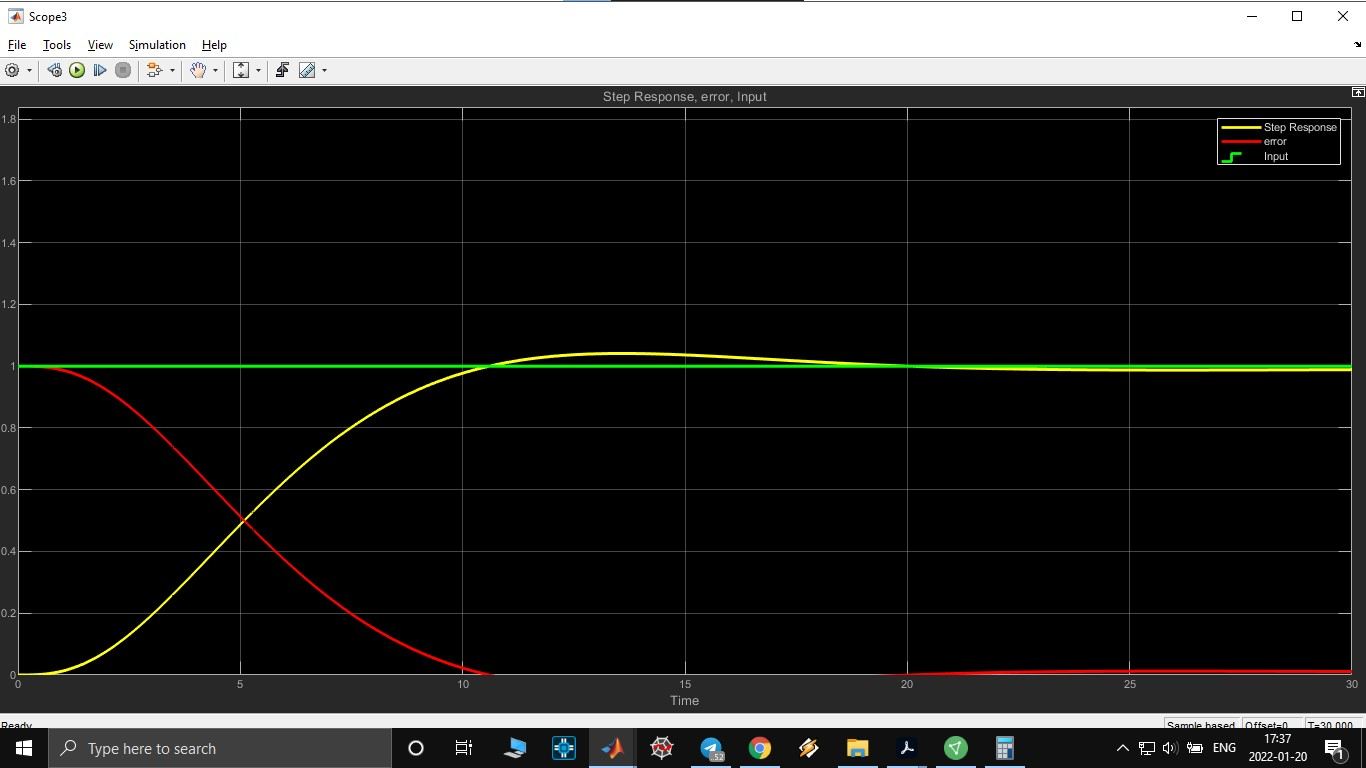 Scope3
File Tools View Simulation Help
Step Response, error, Input
Step Response
error
Input
1.8
1.6
1.4
1.2
1
0.8
0.6
0.4
0.2
0
0 5 10 15 20 25 30
Time
Ready Sample based Offset=0 T=30.000
Type here to search
52
ENG
17:37
2022-01-20
1